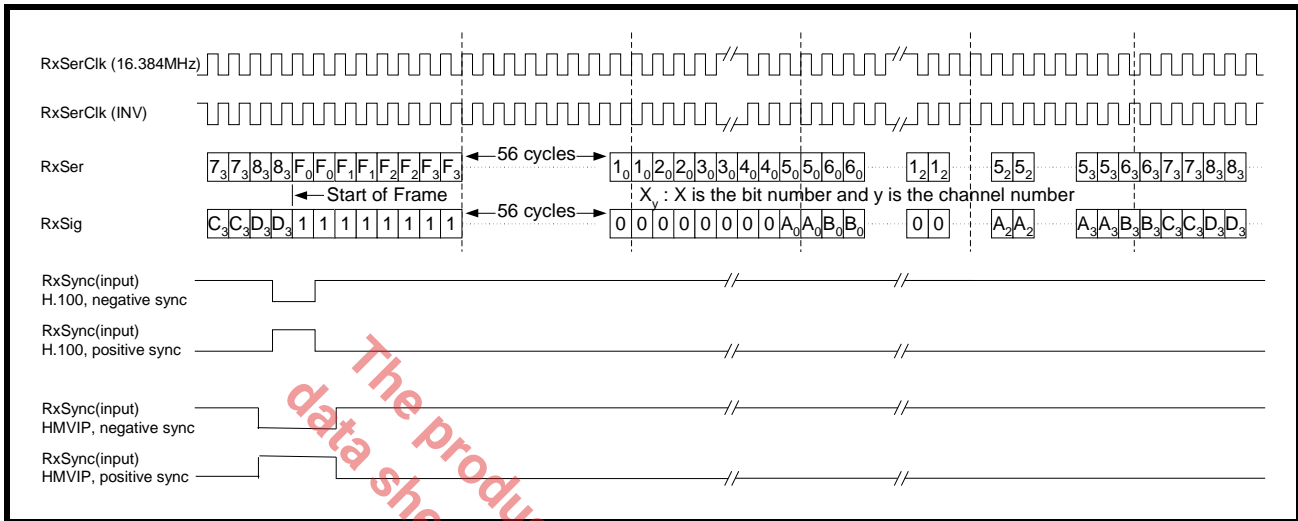 RxSerClk (16.384MHz)
RxSerClk (INV)
RxSer 7₃ 7₃ 8₃ 8₃ F₀ F₀ F₁ F₁ F₂ F₂ F₃ F₃ 56 cycles 1₀ 1₀ 2₀ 2₀ 3₀ 3₀ 4₀ 4₀ 5₀ 5₀ 6₀ 6₀ 1₂ 1₂ 5₂ 5₂ 5₃ 5₃ 6₃ 6₃ 7₃ 7₃ 8₃ 8₃
Start of Frame Xy : X is the bit number and y is the channel number
RxSig C₃ C₃ D₃ D₃ 1 1 1 1 1 1 1 1 56 cycles 0 0 0 0 0 0 0 0 A₀ A₀ B₀ B₀ 0 0 A₂ A₂ A₃ A₃ B₃ B₃ C₃ C₃ D₃ D₃
RxSync(input)
H.100, negative sync
RxSync(input)
H.100, positive sync
RxSync(input)
HMVIP, negative sync
RxSync(input)
HMVIP, positive sync
The
data